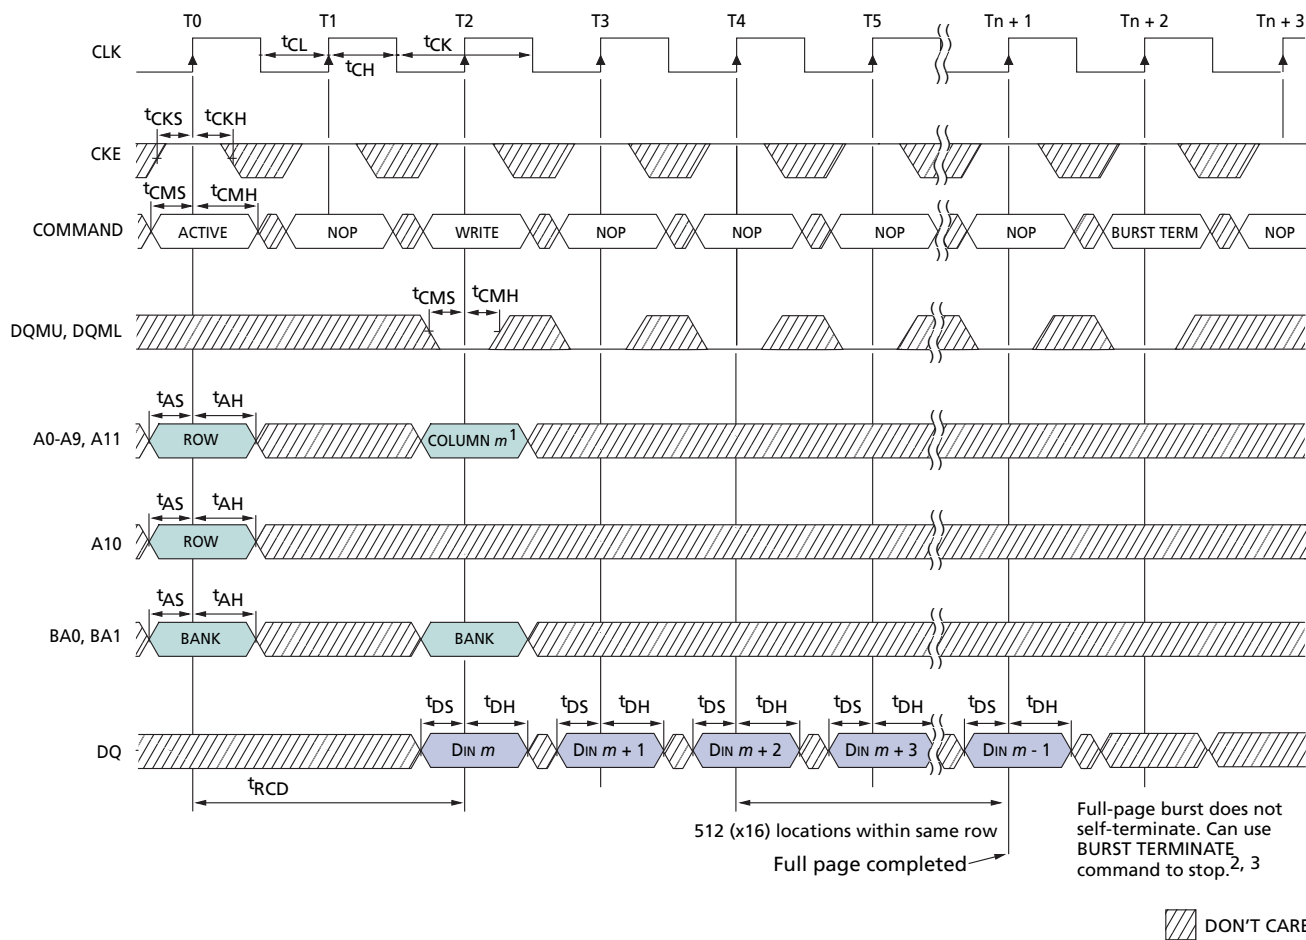 T0 T1 T2 T3 T4 T5 Tn + 1 Tn + 2 Tn + 3
CLK
tCL tCK
tCH
tCKS tCKH
CKE
tCMS tCMH
COMMAND ACTIVE NOP WRITE NOP NOP NOP NOP BURST TERM NOP
tCMS tCMH
DQMU, DQML
tAS tAH
A0-A9, A11 ROW COLUMN m1
tAS tAH
A10 ROW
tAS tAH
BA0, BA1 BANK BANK
tDS tDH tDS tDH tDS tDH tDS tDH tDS tDH
DQ DIN m DIN m + 1 DIN m + 2 DIN m + 3 DIN m - 1
tRCD
512 (x16) locations within same row
Full page completed
Full-page burst does not
self-terminate. Can use
BURST TERMINATE
command to stop.2, 3
DON'T CARE